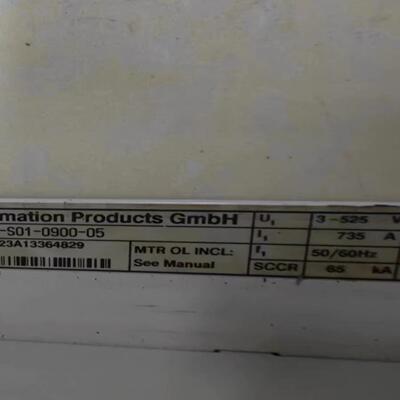 mation Products GmbH
-S01-0900-05
23A13364829
MTR OL INCL:
See Manual
U1 3~525 V
I1 735 A
f1 50/60Hz
SCCR 65 kA